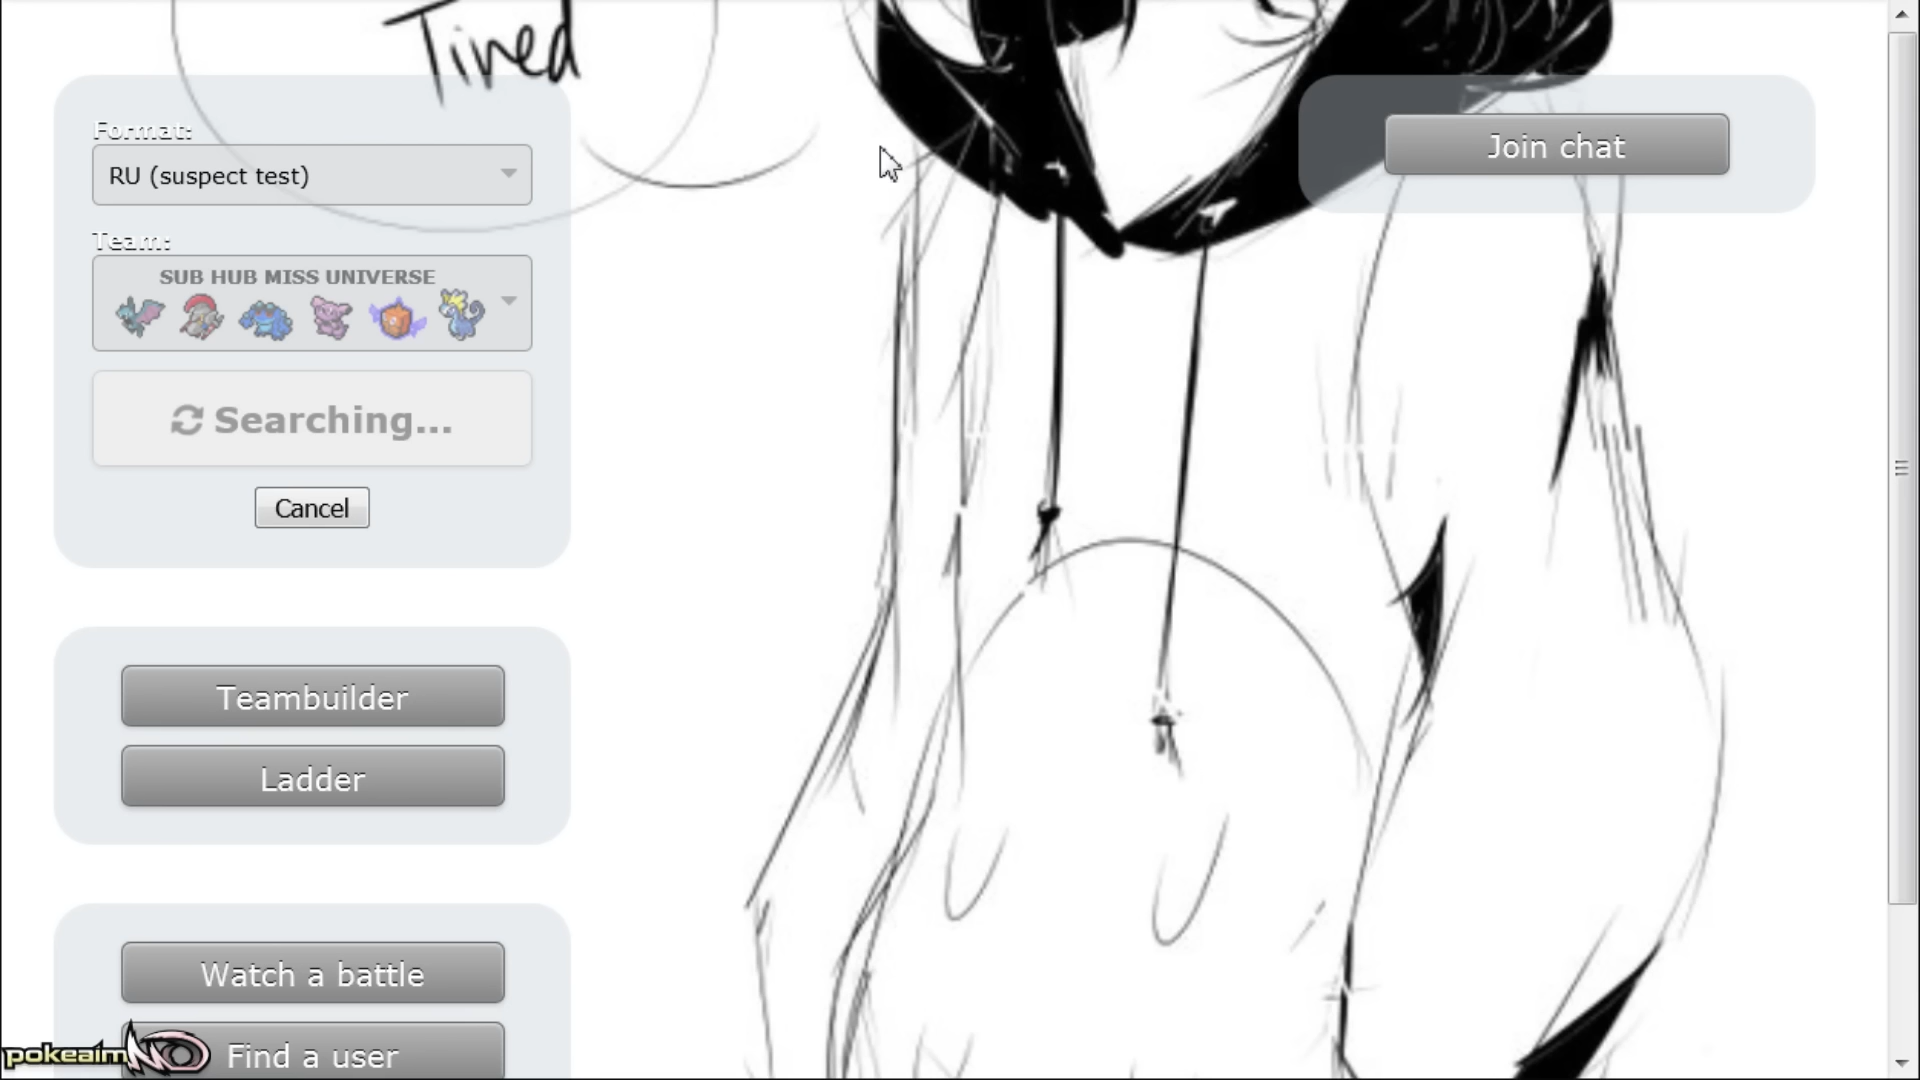 Tired
Format:
RU (suspect test)
Team:
SUB HUB MISS UNIVERSE
Searching...
Cancel
Teambuilder
Ladder
Watch a battle
Find a user
Join chat
pokeaimMD